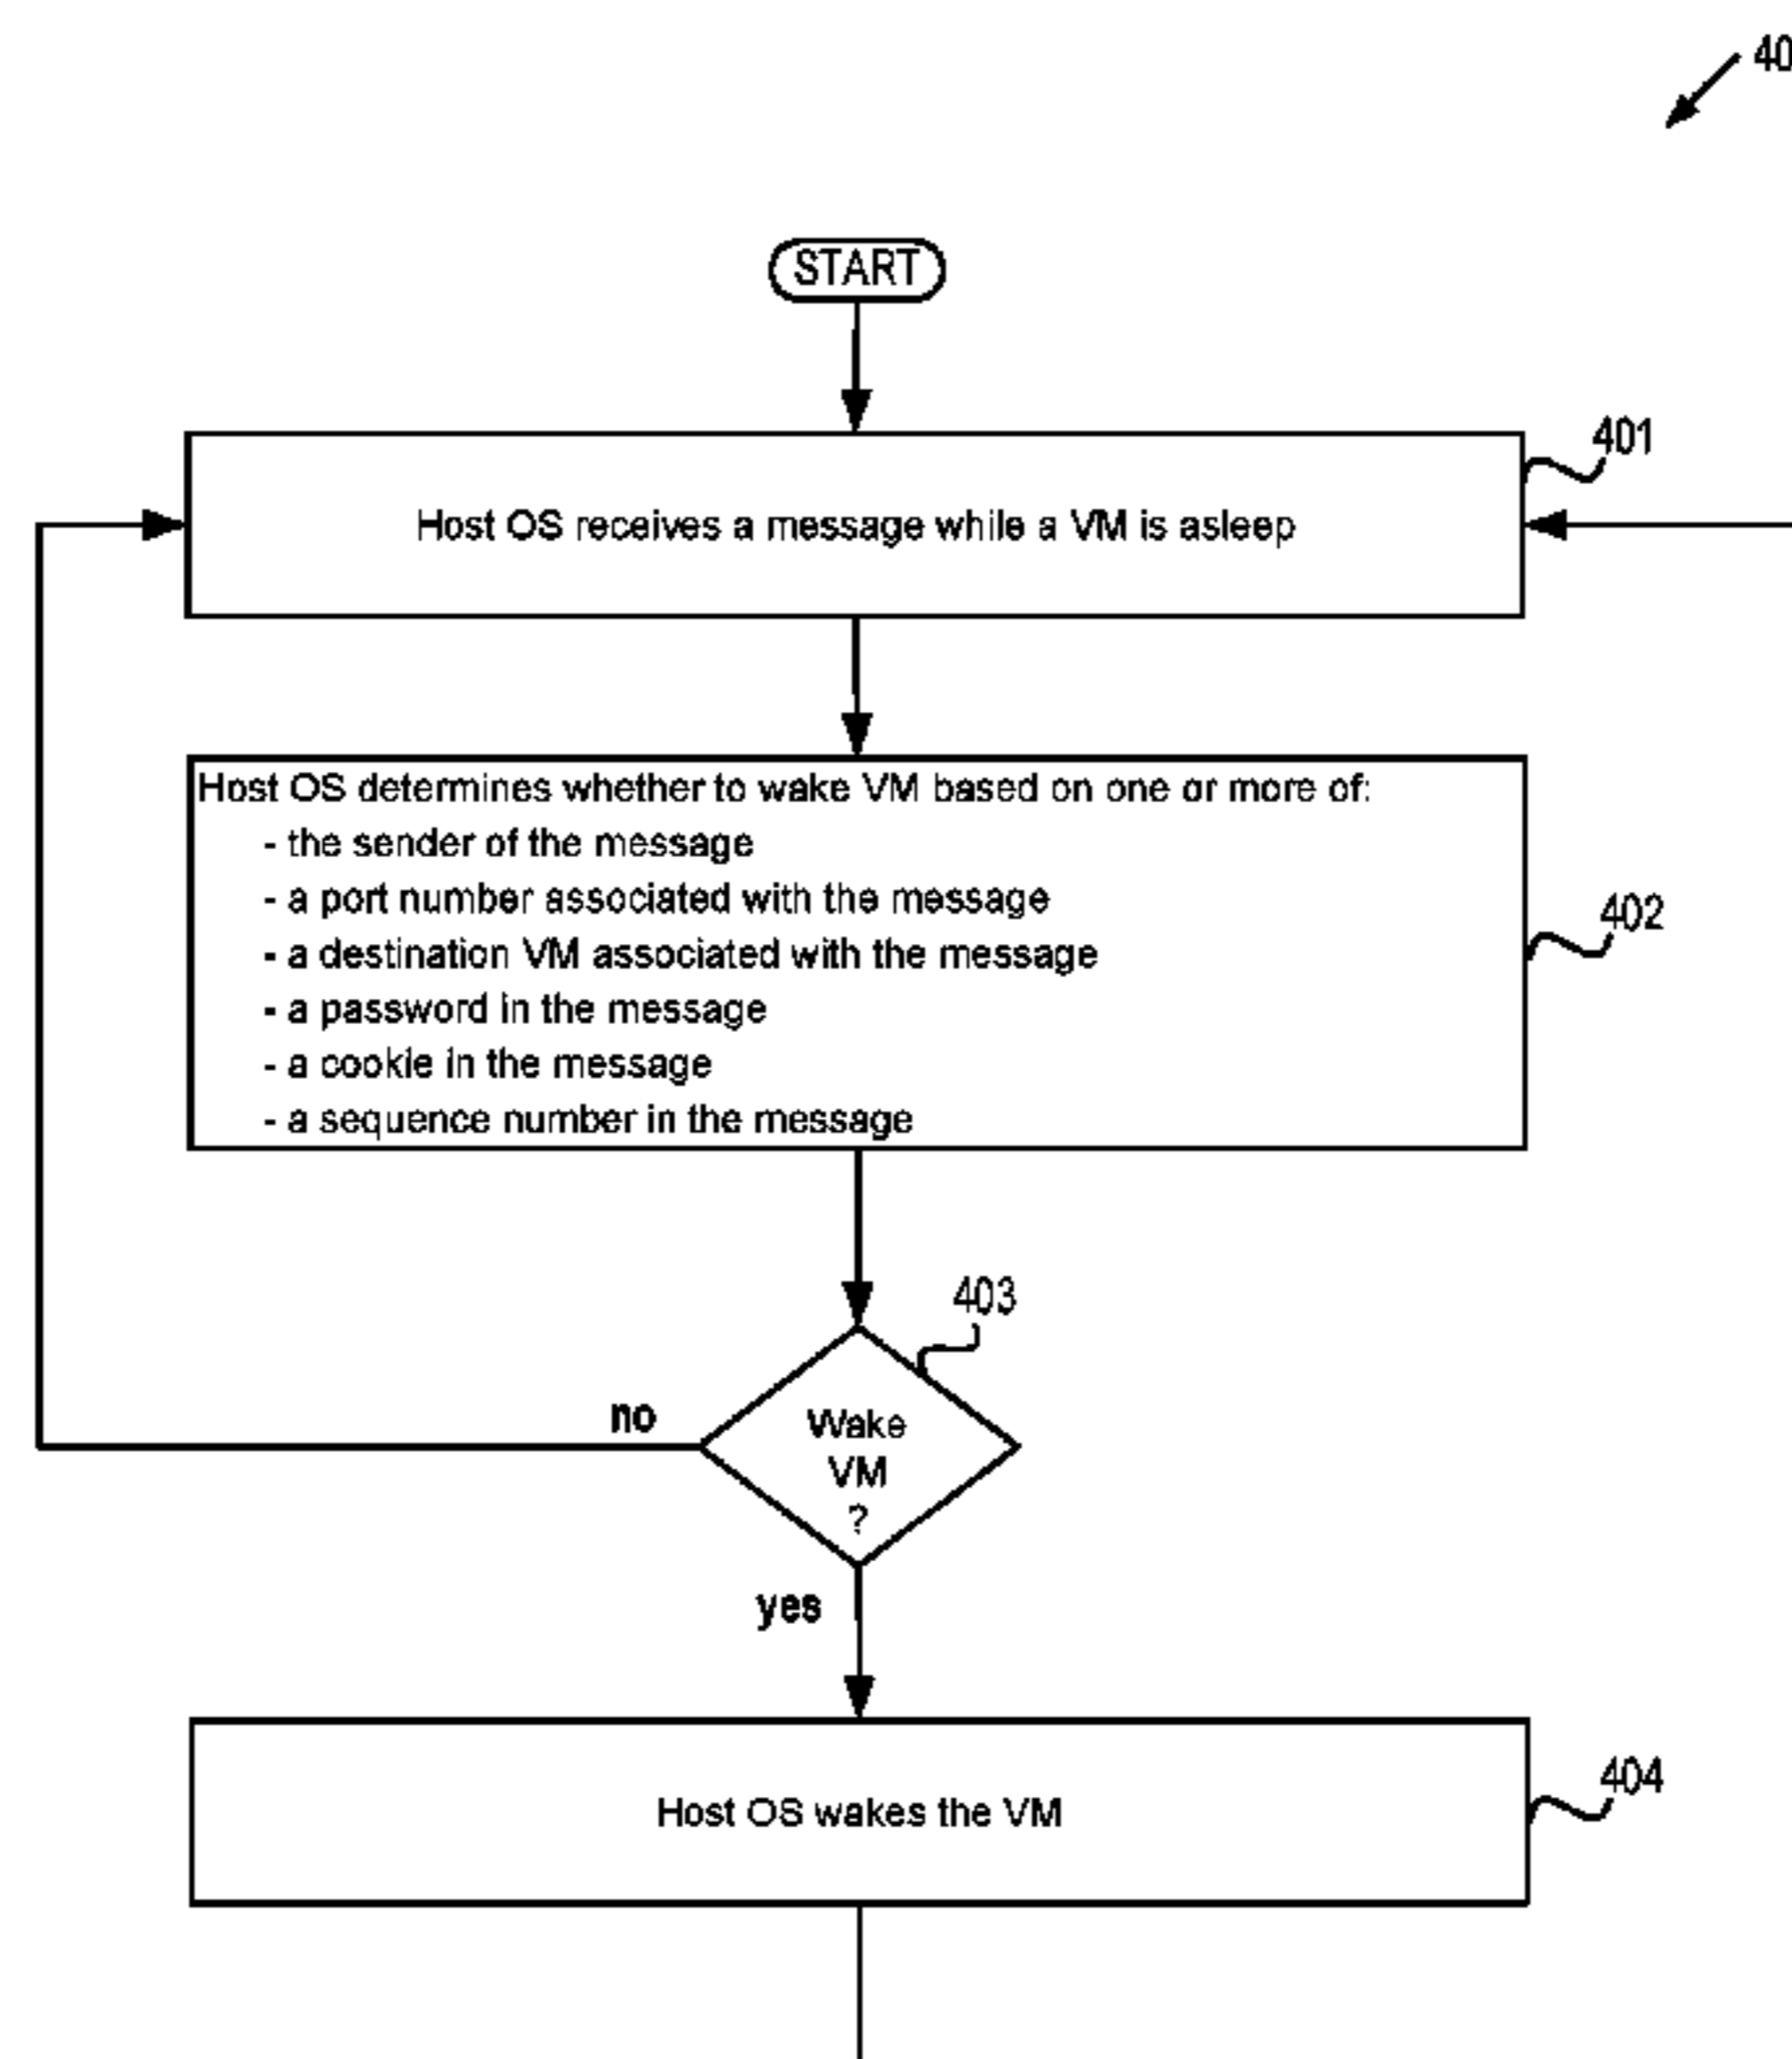 40
START
401
Host OS receives a message while a VM is asleep
Host OS determines whether to wake VM based on one or more of:
- the sender of the message
- a port number associated with the message
402
- a destination VM associated with the message
- a password in the message
- a cookie in the message
- a sequence number in the message
403
no
Wake
VM
?
yes
404
Host OS wakes the VM